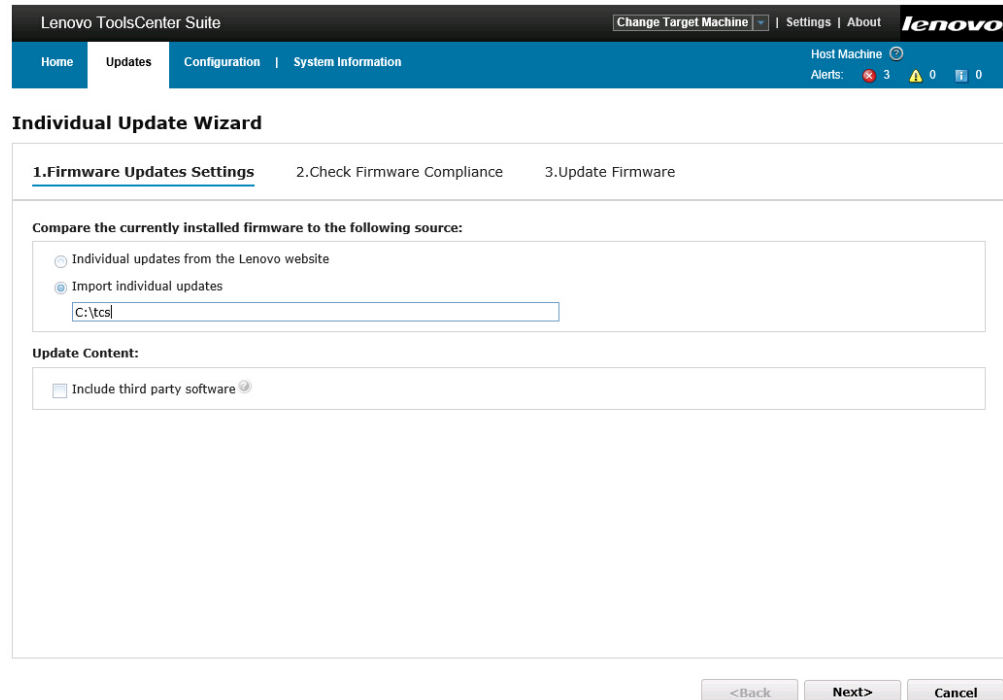 Lenovo ToolsCenter Suite
Change Target Machine | Settings | About
lenovo
Home Updates Configuration | System Information
Host Machine ?
Alerts: 3 0 0
Individual Update Wizard
1.Firmware Updates Settings 2.Check Firmware Compliance 3.Update Firmware
Compare the currently installed firmware to the following source:
Individual updates from the Lenovo website
Import individual updates
C:\tcs
Update Content:
Include third party software ?
<Back Next> Cancel